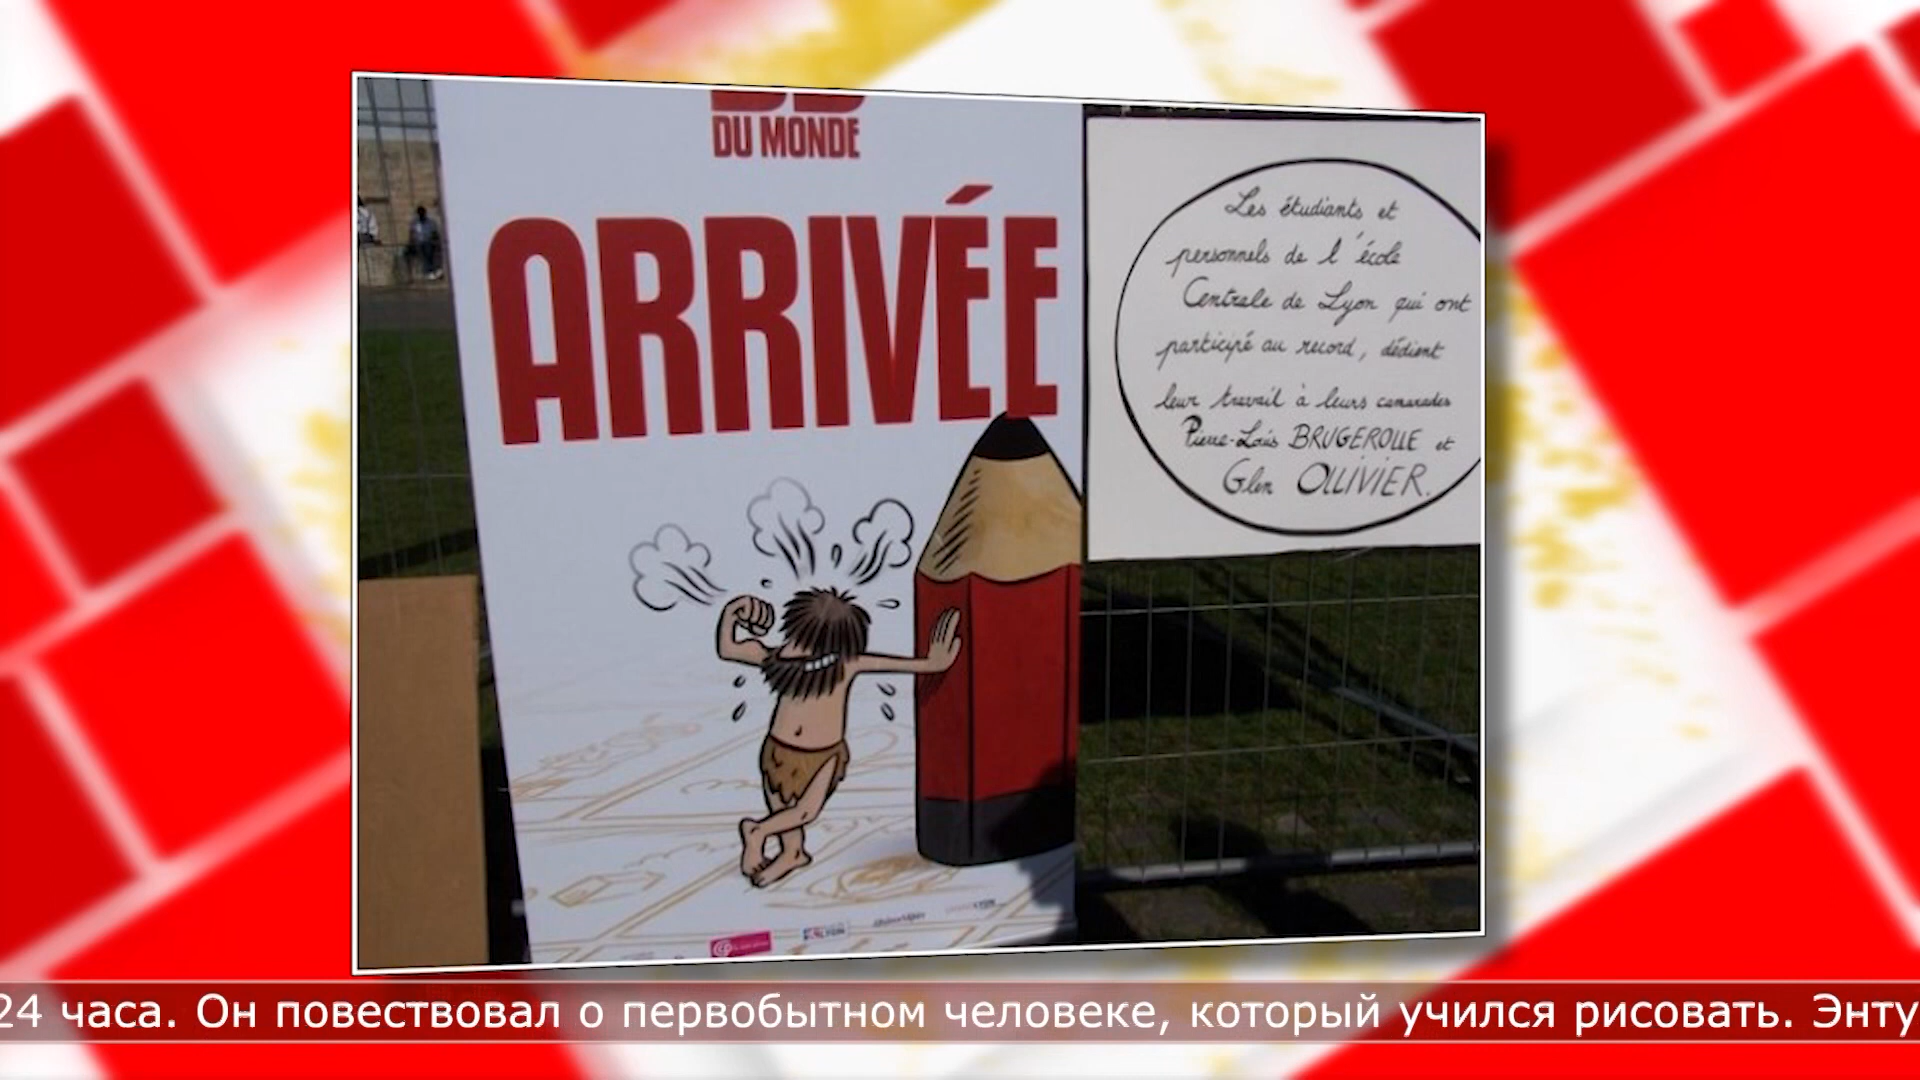 DU MONDE
ARRIVÉE
Les étudiants et
personnels de l'école
Centrale de Lyon qui ont
participé au record, dédient
leur travail à leurs camarades
Pierre-Loïs BRUGEROLLE et
Glen OLLIVIER.
24 часа. Он повествовал о первобытном человеке, который учился рисовать. Энту